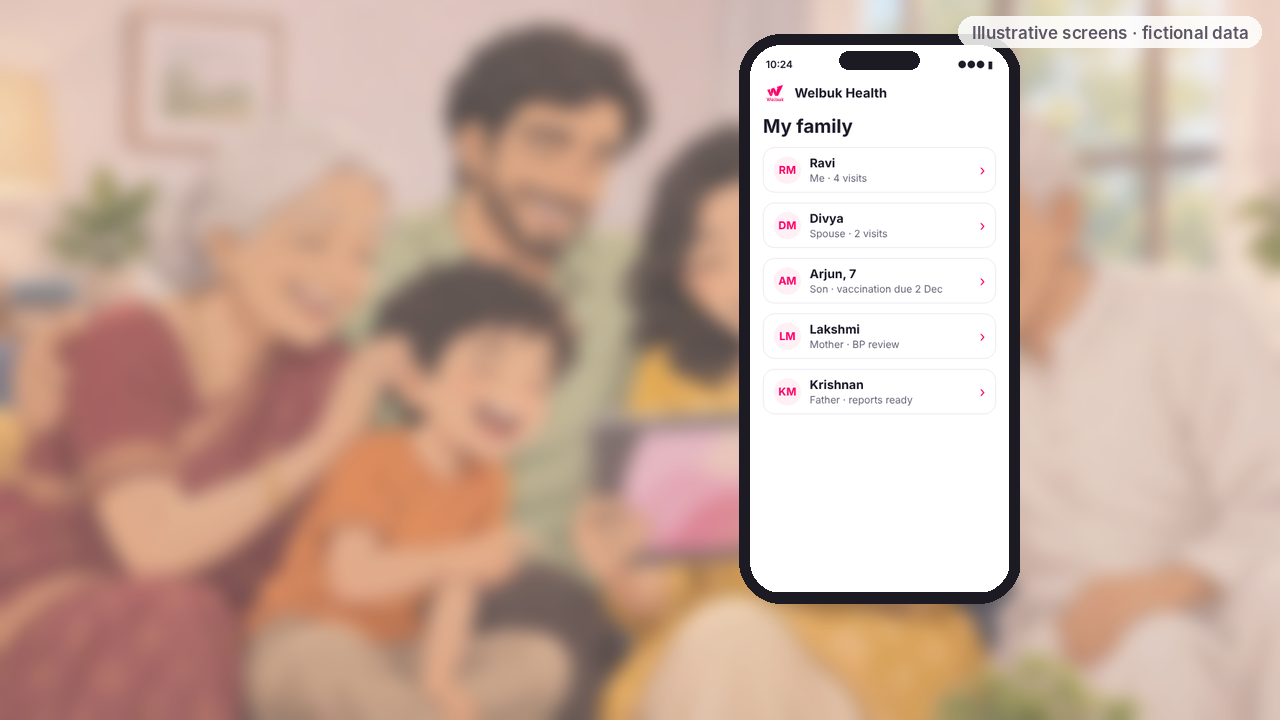 Illustrative screens · fictional data
10:24
Welbuk
Welbuk Health
My family
RM
Ravi
Me · 4 visits
DM
Divya
Spouse · 2 visits
AM
Arjun, 7
Son · vaccination due 2 Dec
LM
Lakshmi
Mother · BP review
KM
Krishnan
Father · reports ready